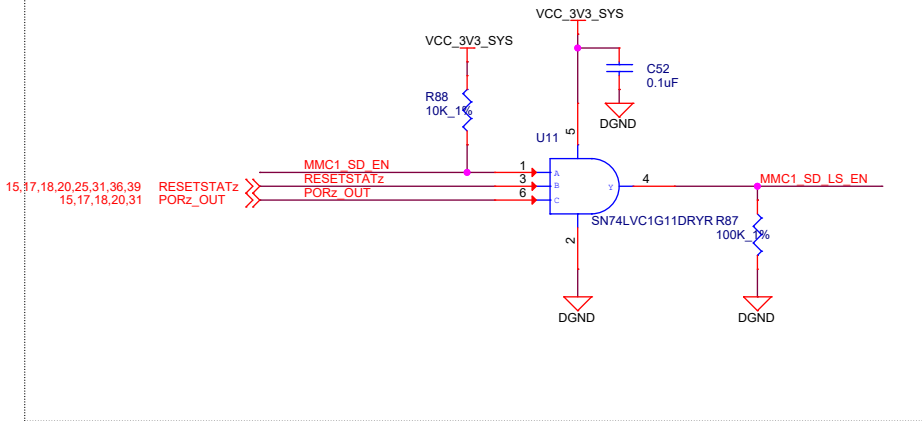 VCC_3V3_SYS
VCC_3V3_SYS
C52
0.1uF
R88
10K_1%
DGND
U11
5
MMC1_SD_EN
1
A
15,17,18,20,25,31,36,39 RESETSTATz
RESETSTATz
3
B
Y
4
MMC1_SD_LS_EN
15,17,18,20,31 PORz_OUT
PORz_OUT
6
C
SN74LVC1G11DRYR
R87
100K_1%
2
DGND
DGND